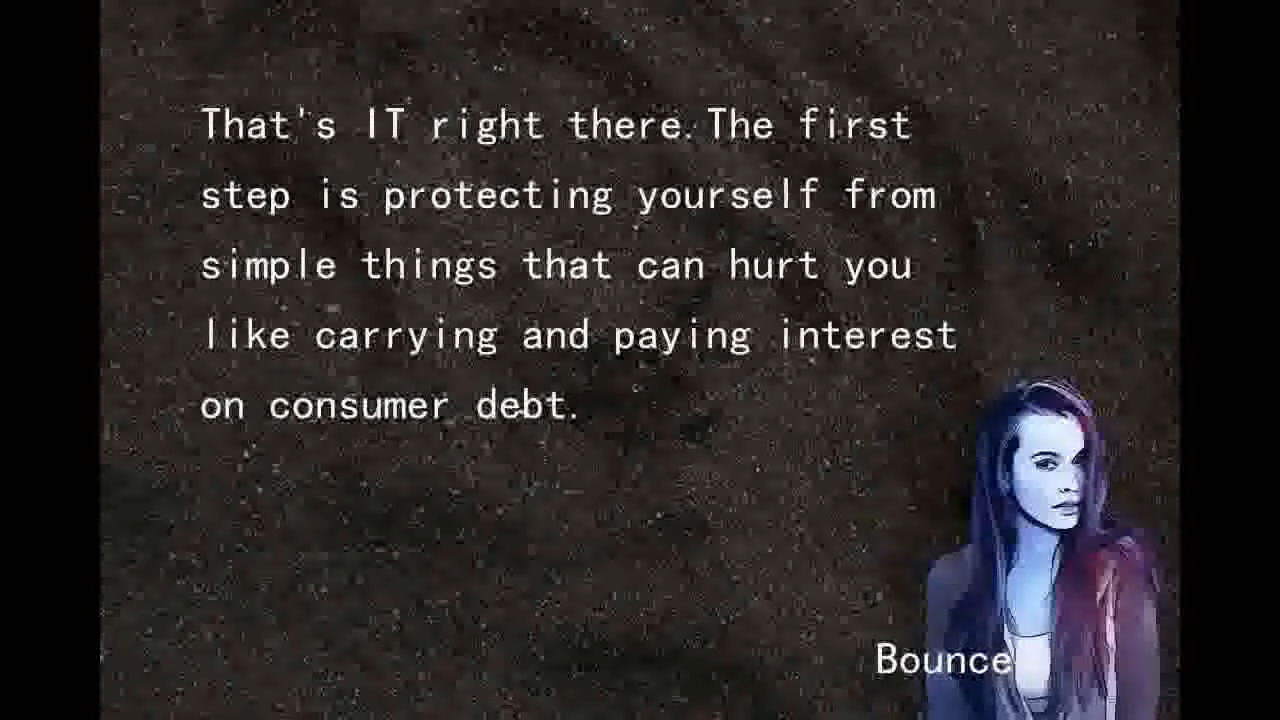 That's IT right there. The first
step is protecting yourself from
simple things that can hurt you
like carrying and paying interest
on consumer debt.
Bounce